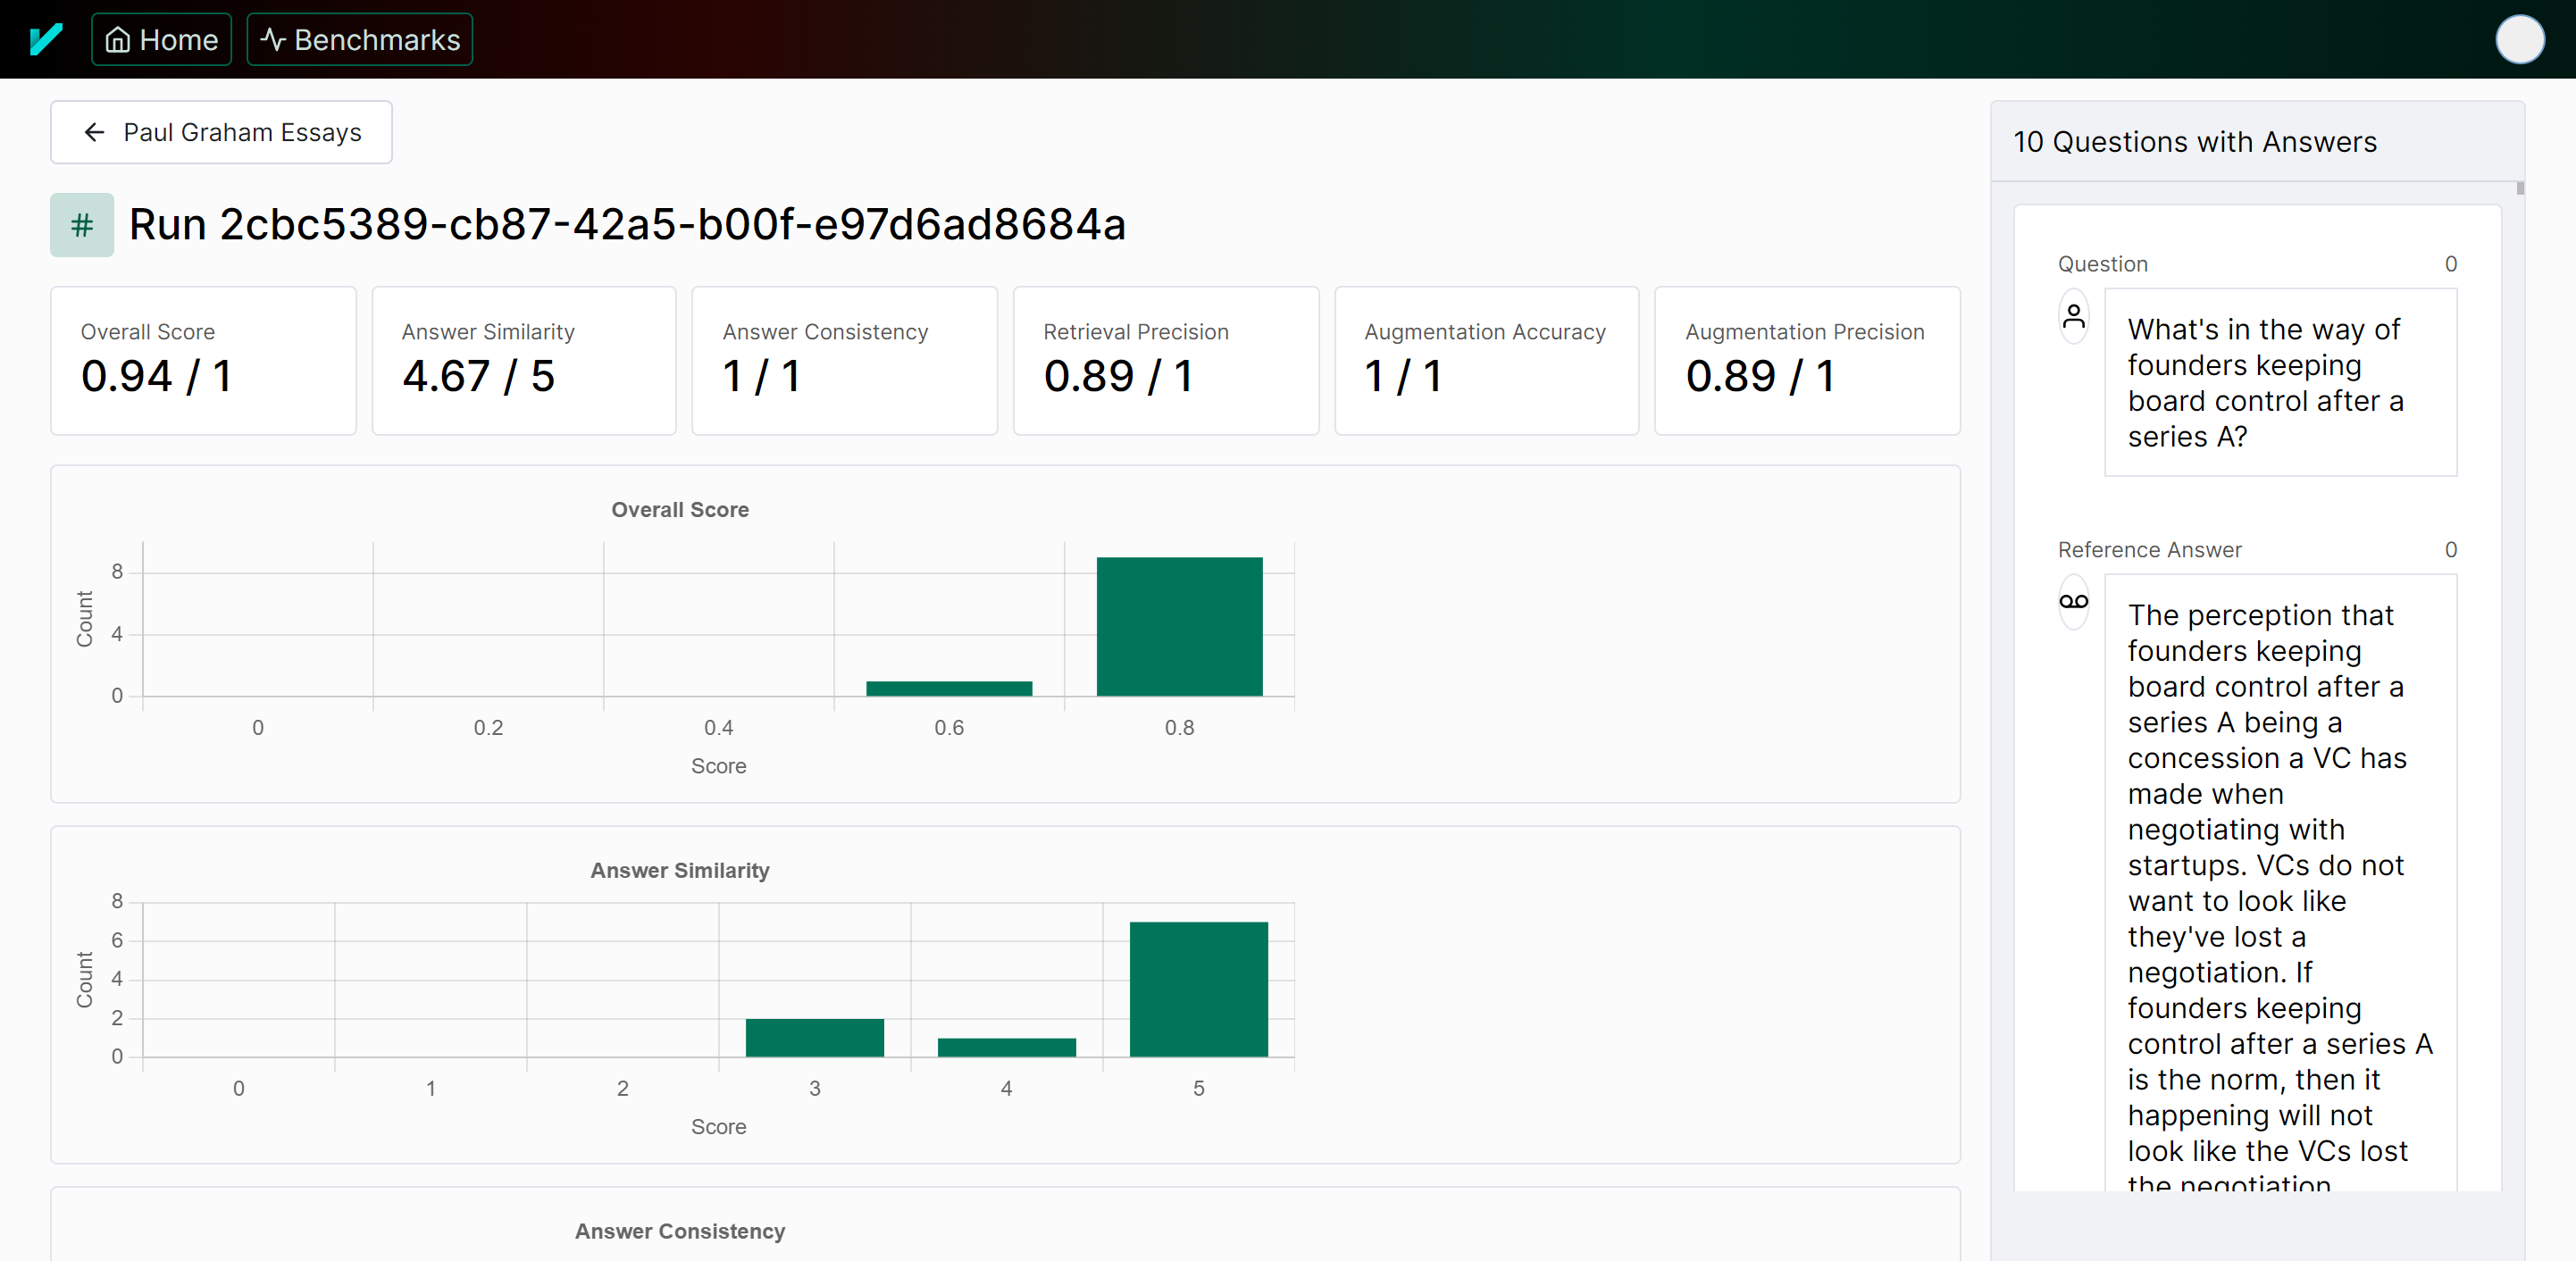 Home
Benchmarks
Paul Graham Essays
# Run 2cbc5389-cb87-42a5-b00f-e97d6ad8684a
Overall Score
0.94 / 1
Answer Similarity
4.67 / 5
Answer Consistency
1 / 1
Retrieval Precision
0.89 / 1
Augmentation Accuracy
1 / 1
Augmentation Precision
0.89 / 1
Overall Score
Count
8
4
0
0 0.2 0.4 0.6 0.8
Score
Answer Similarity
Count
8
6
4
2
0
0 1 2 3 4 5
Score
Answer Consistency
10 Questions with Answers
Question 0
What's in the way of
founders keeping
board control after a
series A?
Reference Answer 0
The perception that
founders keeping
board control after a
series A being a
concession a VC has
made when
negotiating with
startups. VCs do not
want to look like
they've lost a
negotiation. If
founders keeping
control after a series A
is the norm, then it
happening will not
look like the VCs lost
the negotiation